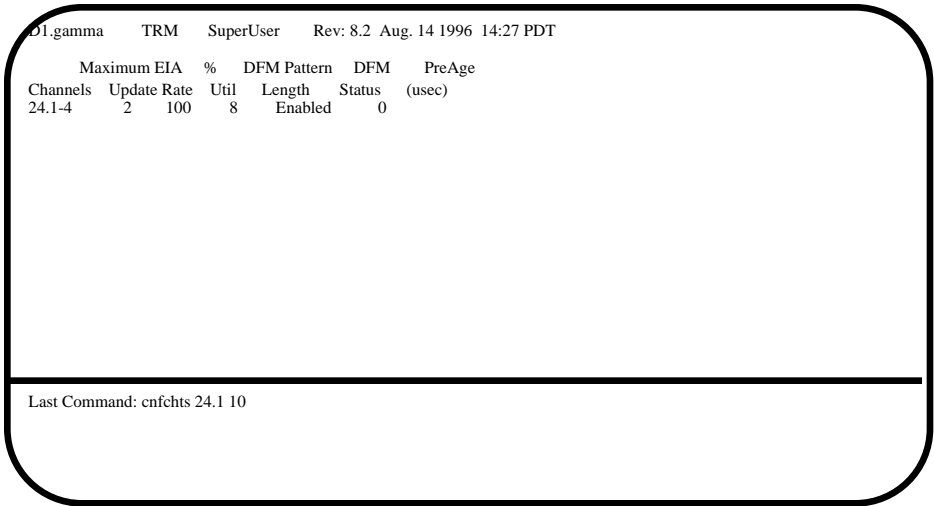 D1.gamma TRM SuperUser Rev: 8.2 Aug. 14 1996 14:27 PDT
Maximum EIA % DFM Pattern DFM PreAge
Channels Update Rate Util Length Status (usec)
24.1-4 2 100 8 Enabled 0
Last Command: cnfchts 24.1 10